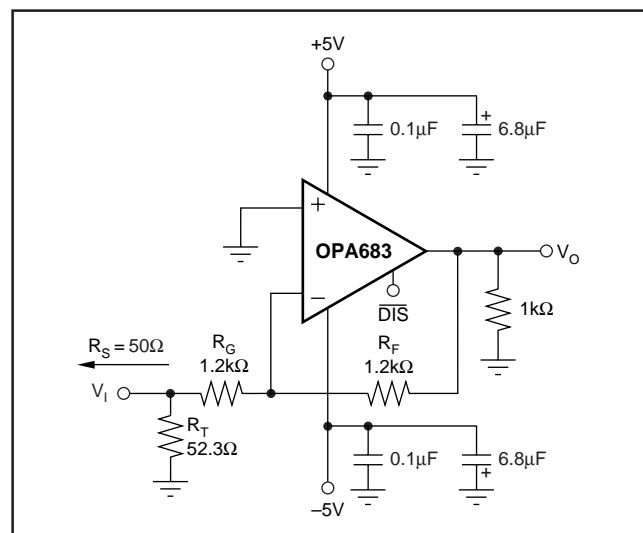 +5V
0.1µF
6.8µF
+
+
OPA683
–
DIS
V_O
1kΩ
R_S = 50Ω
R_G
1.2kΩ
R_F
1.2kΩ
V_I
R_T
52.3Ω
0.1µF
6.8µF
+
–5V